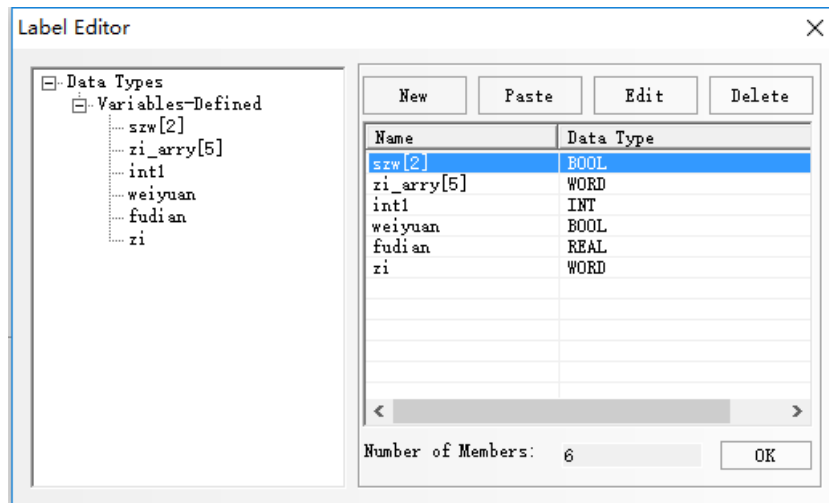 Label Editor
Data Types
Variables-Defined
szw[2]
zi_arry[5]
int1
weiyuan
fudian
zi
New Paste Edit Delete
Name Data Type
szw[2] BOOL
zi_arry[5] WORD
int1 INT
weiyuan BOOL
fudian REAL
zi WORD
Number of Members: 6 OK